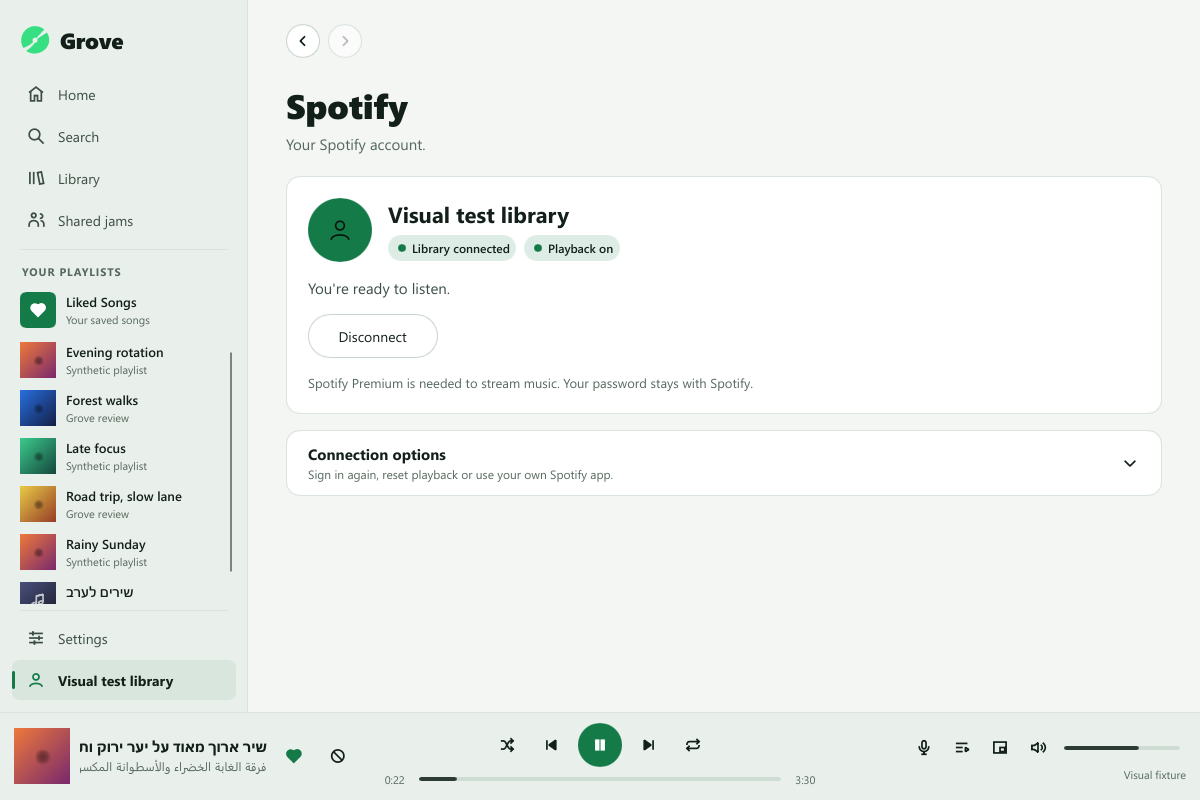 Grove
Home
Search
Library
Shared jams
YOUR PLAYLISTS
Liked Songs
Your saved songs
Evening rotation
Synthetic playlist
Forest walks
Grove review
Late focus
Synthetic playlist
Road trip, slow lane
Grove review
Rainy Sunday
Synthetic playlist
שירים לערב
Settings
Visual test library
Spotify
Your Spotify account.
Visual test library
Library connected
Playback on
You're ready to listen.
Disconnect
Spotify Premium is needed to stream music. Your password stays with Spotify.
Connection options
Sign in again, reset playback or use your own Spotify app.
שיר ארוך מאוד על יער ירוק
فرقة الغابة الخضراء والأسطوانة
0:22
3:30
Visual fixture